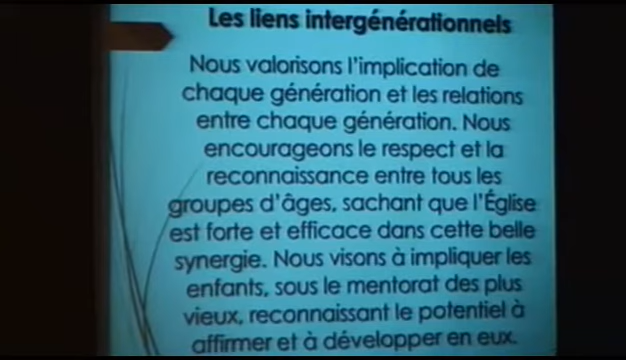 Les liens intergénérationnels
Nous valorisons l'implication de
chaque génération et les relations
entre chaque génération. Nous
encourageons le respect et la
reconnaissance entre tous les
groupes d'âges, sachant que l'Église
est forte et efficace dans cette belle
synergie. Nous visons à impliquer les
enfants, sous le mentorat des plus
vieux, reconnaissant le potentiel à
affirmer et à développer en eux.